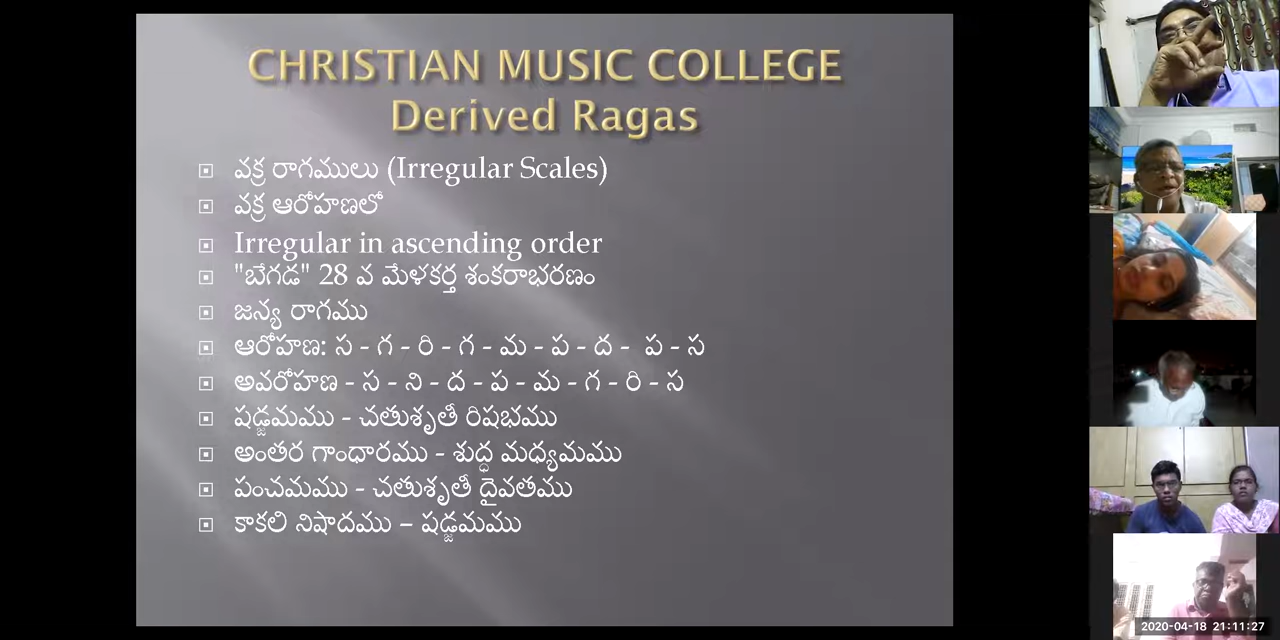 CHRISTIAN MUSIC COLLEGE
Derived Ragas
వక్ర రాగములు (Irregular Scales)
వక్ర ఆరోహణలో
Irregular in ascending order
"బేగడ" 28 వ మేళకర్త శంకరాభరణం
జన్య రాగము
ఆరోహణ: స - గ - రి - గ - మ - ప - ద - ప - స
అవరోహణ - స - ని - ద - ప - మ - గ - రి - స
షడ్జమము - చతుశృతీ రిషభము
అంతర గాంధారము - శుద్ధ మధ్యమము
పంచమము - చతుశృతీ దైవతము
కాకలి నిషాదము – షడ్జమము
2020-04-18 21:11:27